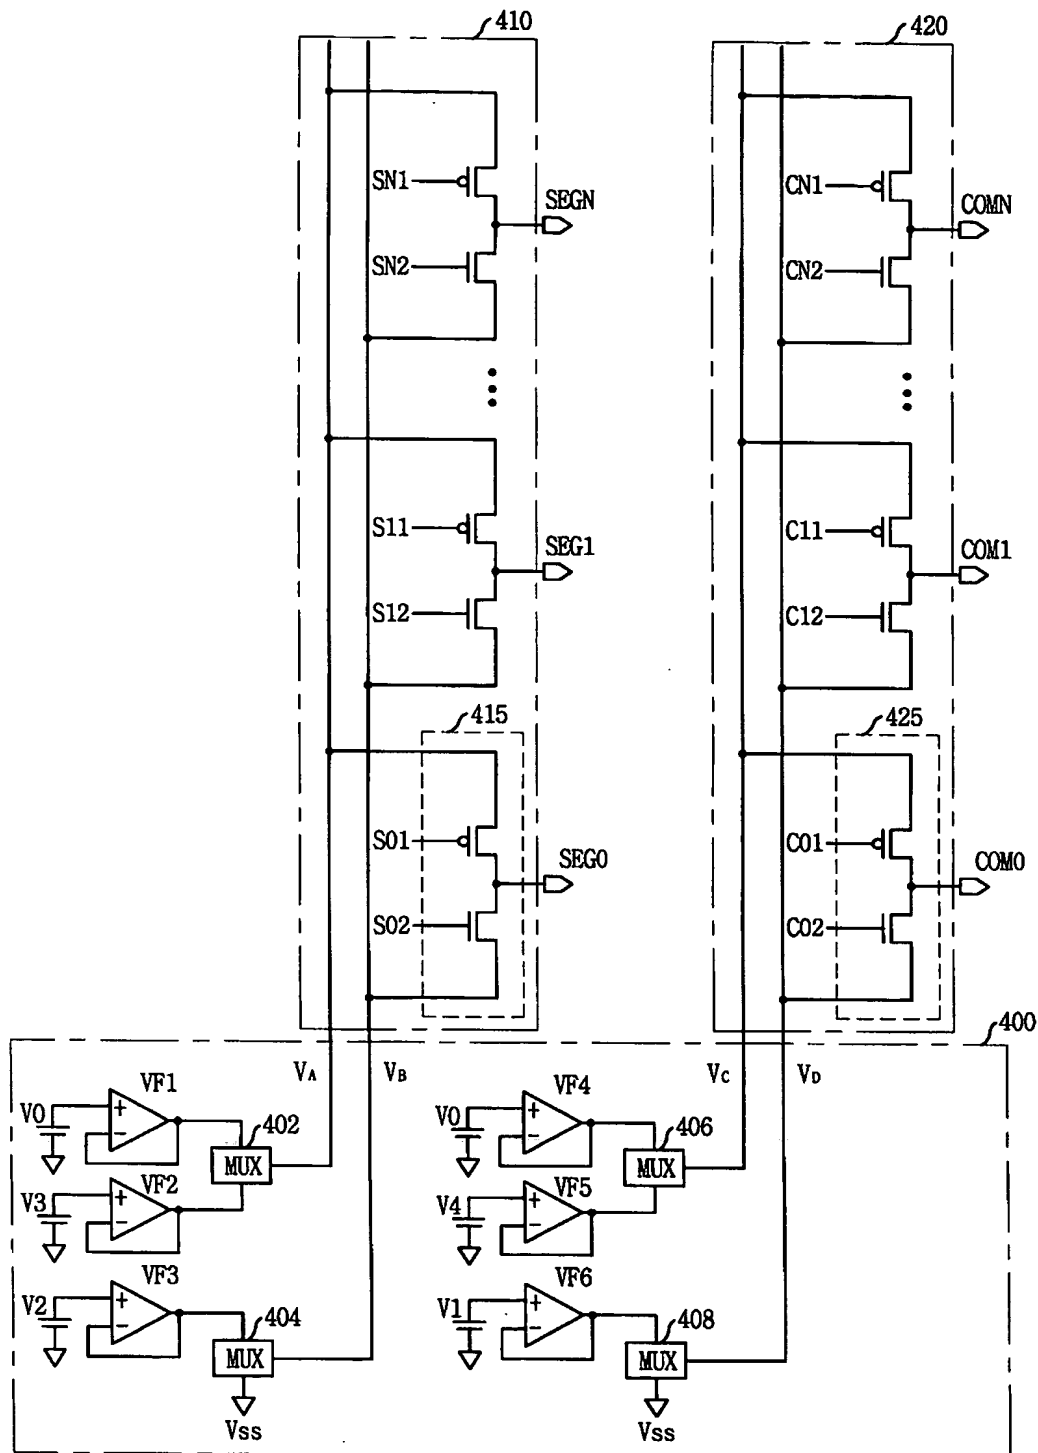 410
420
SN1
SEGN
SN2
CN1
COMN
CN2
S11
SEG1
S12
C11
COM1
C12
415
425
S01
SEG0
S02
C01
COM0
C02
400
VA
VB
VC
VD
VF1
V0
402
MUX
VF2
V3
VF3
V2
404
MUX
Vss
VF4
V0
406
MUX
VF5
V4
VF6
V1
408
MUX
Vss